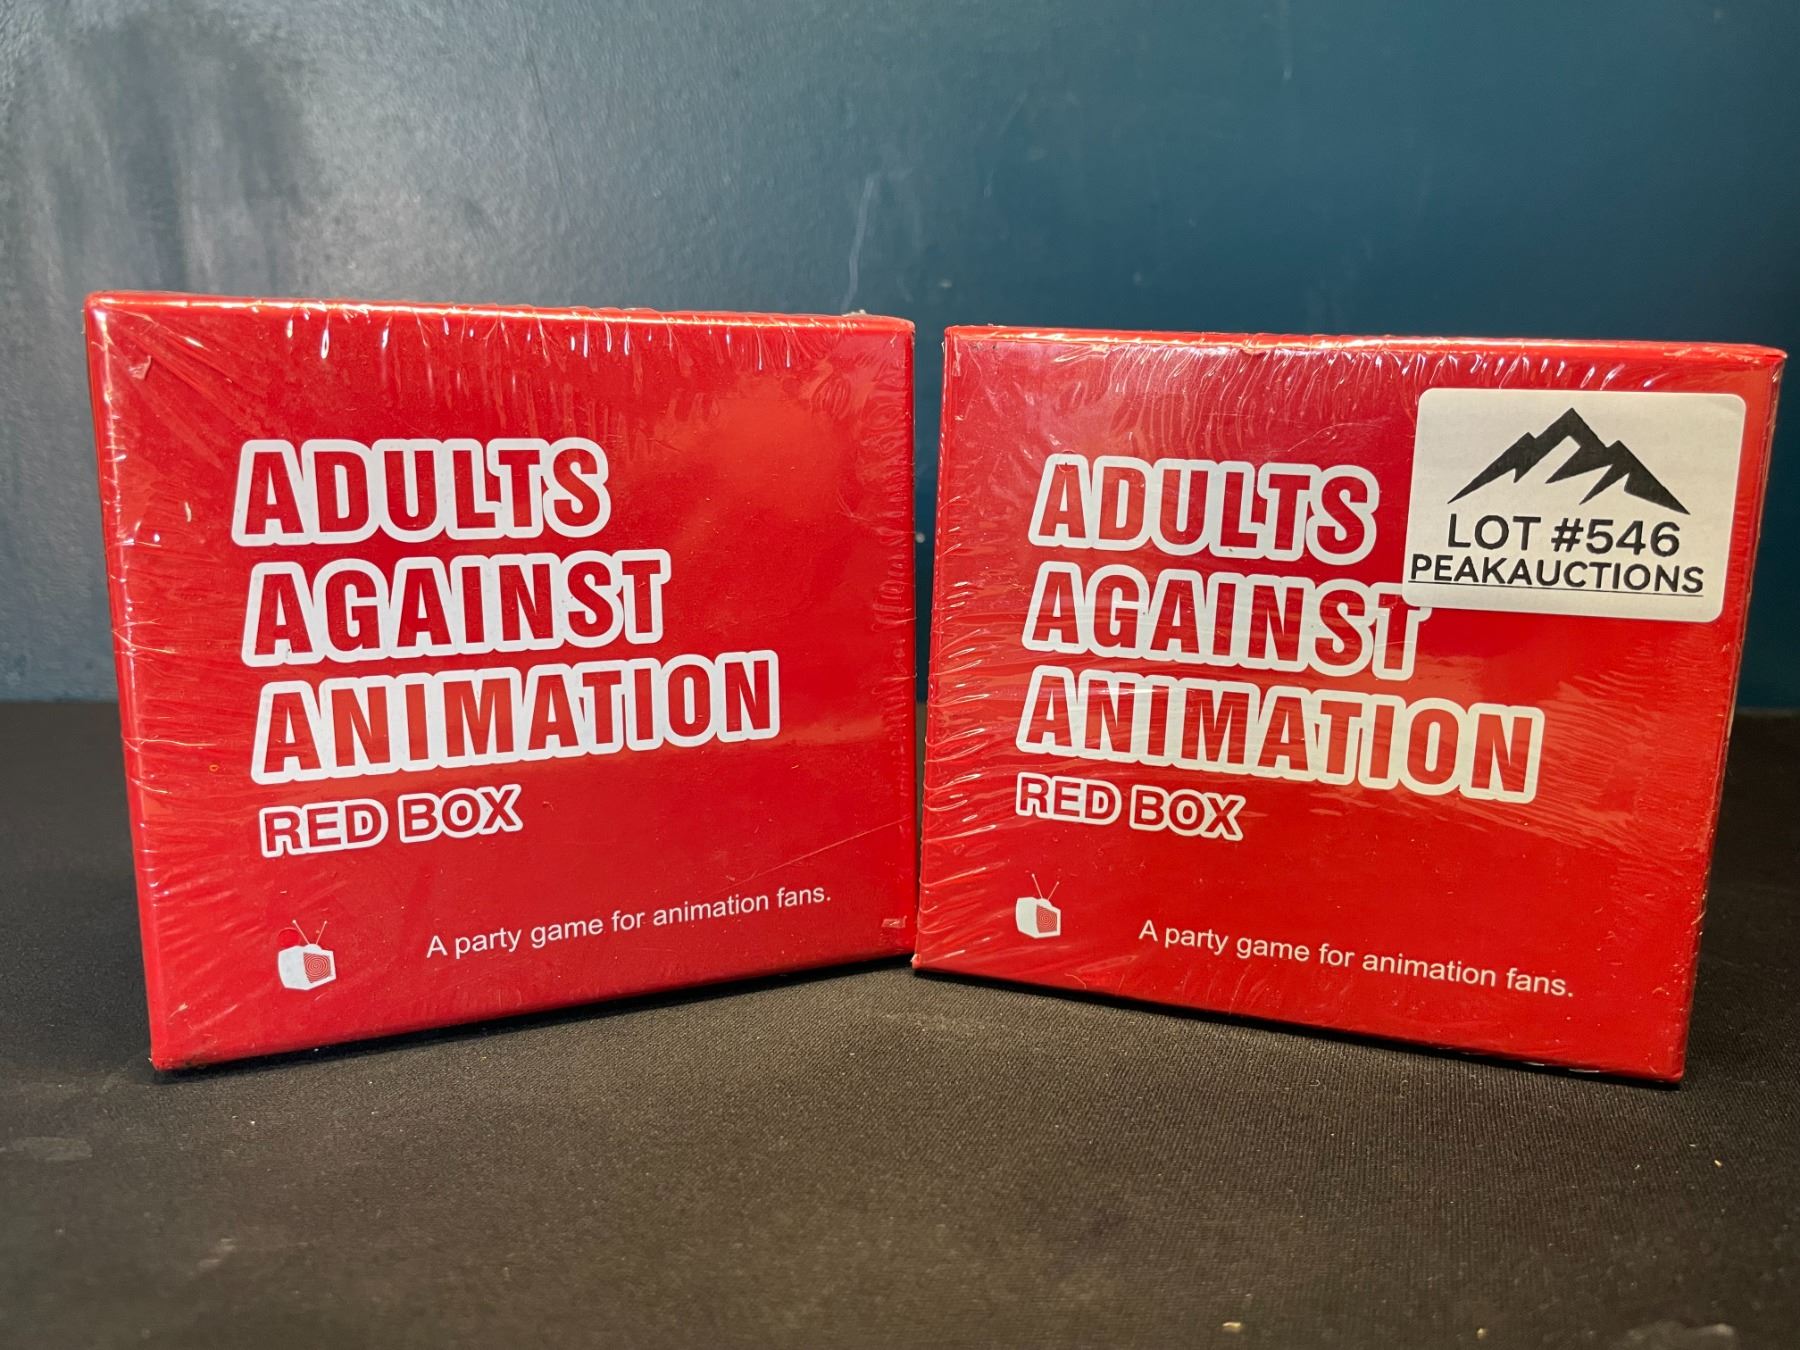 ADULTS
AGAINST
ANIMATION
RED BOX
A party game for animation fans.
ADULTS
AGAINST
ANIMATION
RED BOX
A party game for animation fans.
LOT #546
PEAKAUCTIONS